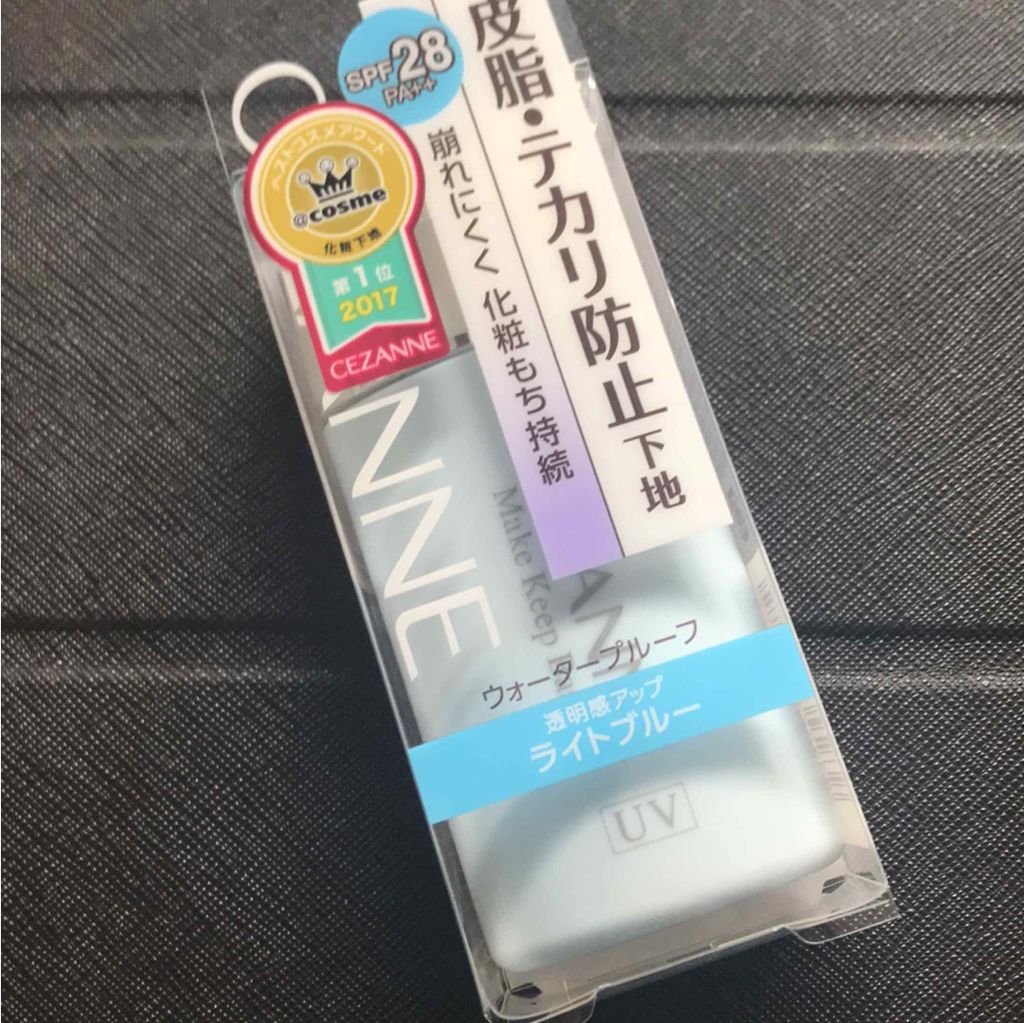 SPF28
PA++
皮脂・テカリ防止下地
崩れにくく 化粧もち持続
ベストコスメアワード
@cosme
化粧下地
第1位
2017
CEZANNE
NNE
Make Keep
AN
ウォータープルーフ
透明感アップ
ライトブルー
UV